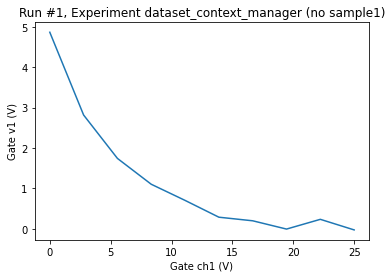 Run #1, Experiment dataset_context_manager (no sample1)
5
4
3
2
1
0
Gate v1 (V)
0 5 10 15 20 25
Gate ch1 (V)